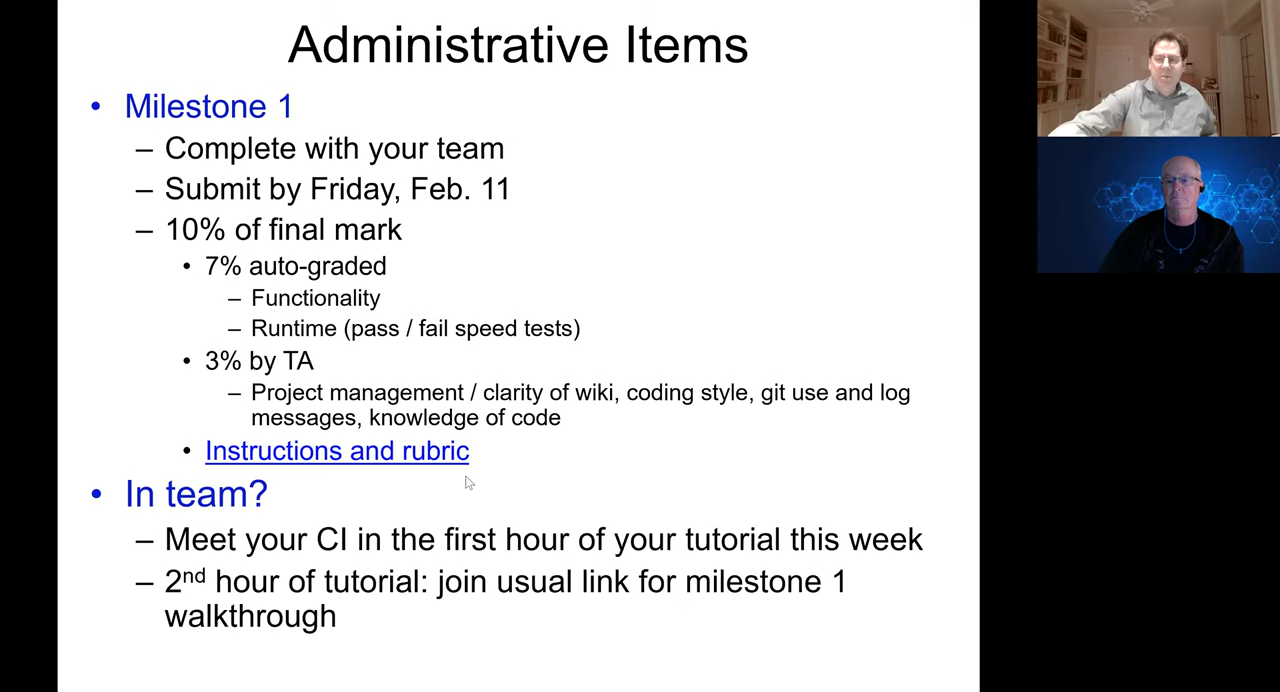 Administrative Items
• Milestone 1
– Complete with your team
– Submit by Friday, Feb. 11
– 10% of final mark
• 7% auto-graded
– Functionality
– Runtime (pass / fail speed tests)
• 3% by TA
– Project management / clarity of wiki, coding style, git use and log
messages, knowledge of code
• Instructions and rubric
• In team?
– Meet your CI in the first hour of your tutorial this week
– 2nd hour of tutorial: join usual link for milestone 1
walkthrough